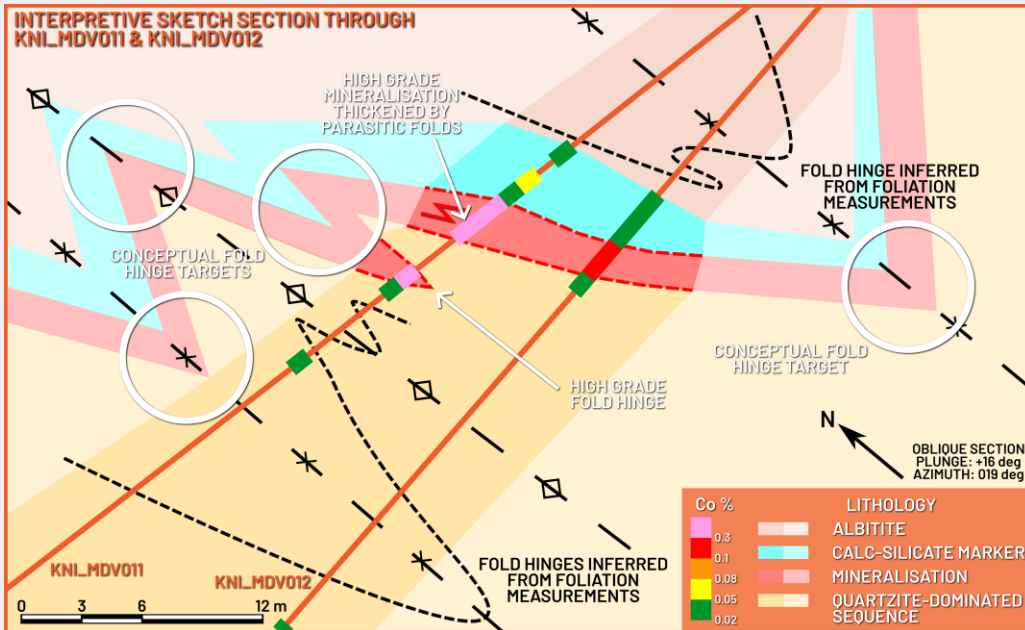 INTERPRETIVE SKETCH SECTION THROUGH
KNI_MDV011 & KNI_MDV012
HIGH GRADE
MINERALISATION
THICKENED BY
PARASITIC FOLDS
FOLD HINGE INFERRED
FROM FOLIATION
MEASUREMENTS
CONCEPTUAL FOLD
HINGE TARGETS
CONCEPTUAL FOLD
HINGE TARGET
HIGH GRADE
FOLD HINGE
N
OBLIQUE SECTION
PLUNGE: +16 deg
AZIMUTH: 019 deg
KNI_MDV011
KNI_MDV012
FOLD HINGES INFERRED
FROM FOLIATION
MEASUREMENTS
0 3 6 12 m
Co %
0.3
0.1
0.08
0.05
0.02
LITHOLOGY
ALBITITE
CALC-SILICATE MARKER
MINERALISATION
QUARTZITE-DOMINATED
SEQUENCE